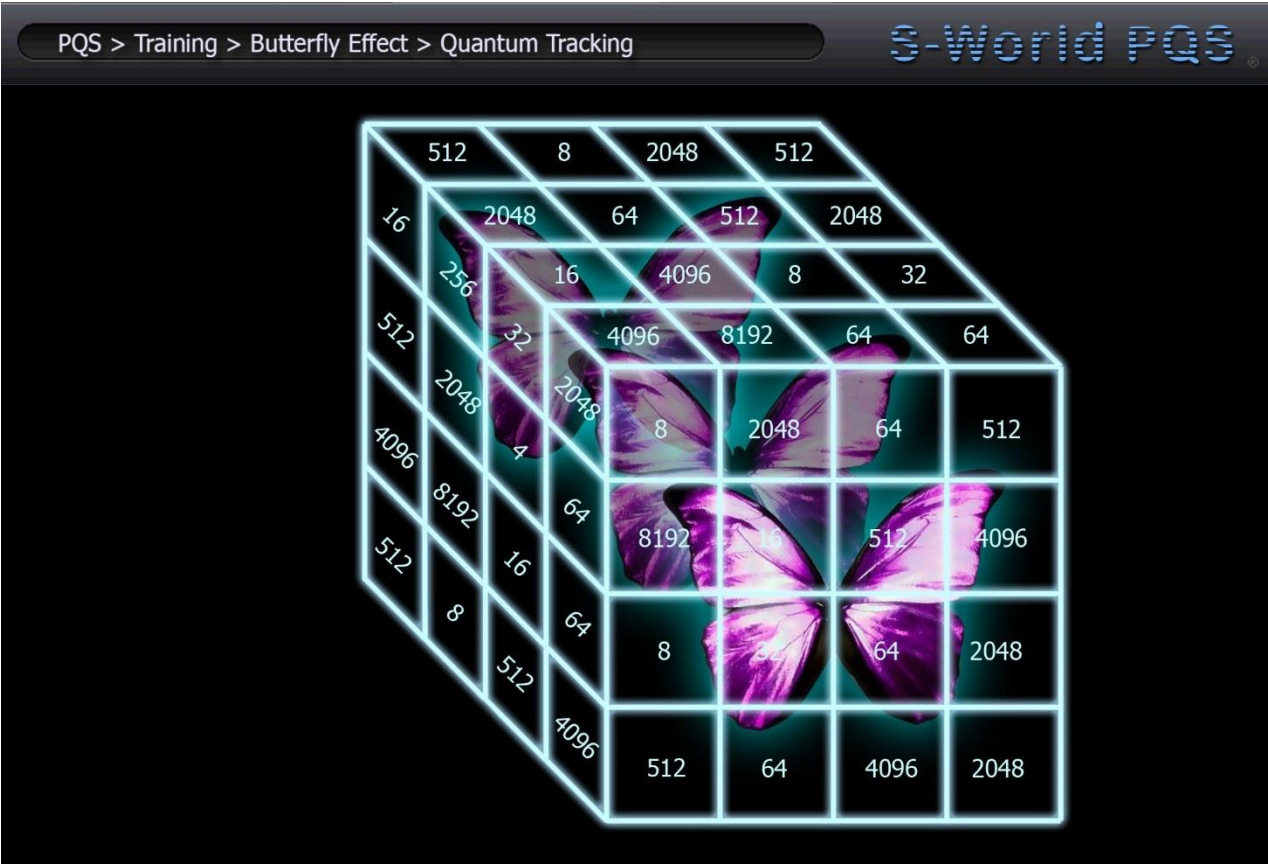 PQS > Training > Butterfly Effect > Quantum Tracking
S-World PQS ®
512 8 2048 512
2048 64 512 2048
16 4096 8 32
4096 8192 64 64
16 256 32 2048
512 2048 4 64
4096 8192 16 64
512 8 512 4096
8 2048 64 512
8192 16 512 4096
8 32 64 2048
512 64 4096 2048